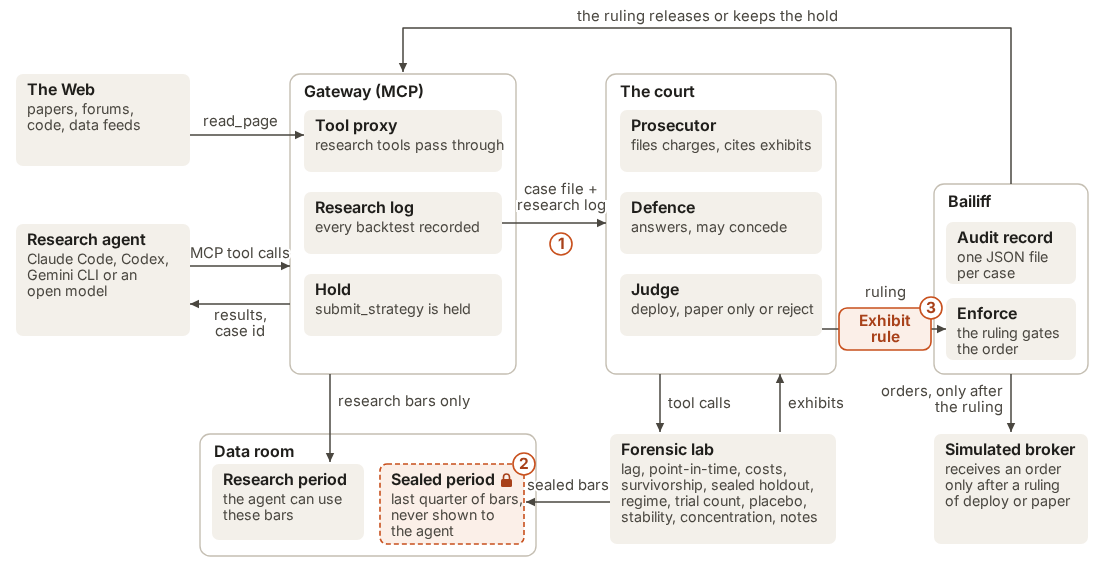 the ruling releases or keeps the hold
The Web
papers, forums,
code, data feeds
read_page
Research agent
Claude Code, Codex,
Gemini CLI or an
open model
MCP tool calls
results,
case id
Gateway (MCP)
Tool proxy
research tools pass through
Research log
every backtest recorded
Hold
submit_strategy is held
case file +
research log
1
The court
Prosecutor
files charges, cites exhibits
Defence
answers, may concede
Judge
deploy, paper only or reject
ruling
Exhibit
rule
3
Bailiff
Audit record
one JSON file
per case
Enforce
the ruling gates
the order
research bars only
tool calls
exhibits
orders, only after
the ruling
Data room
Research period
the agent can use
these bars
2
Sealed period
last quarter of bars,
never shown to
the agent
sealed bars
Forensic lab
lag, point-in-time, costs,
survivorship, sealed holdout,
regime, trial count, placebo,
stability, concentration, notes
Simulated broker
receives an order
only after a ruling
of deploy or paper